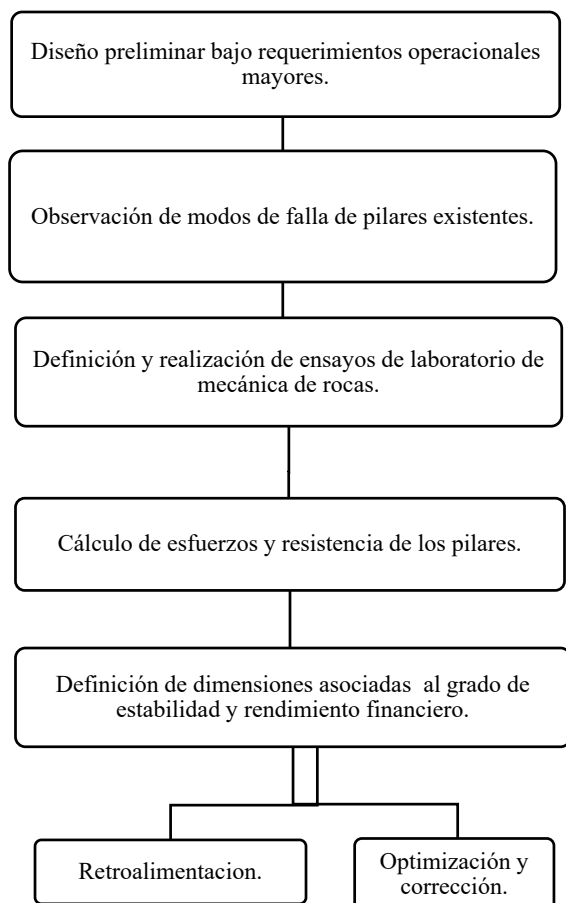 Diseño preliminar bajo requerimientos operacionales
mayores.
Observación de modos de falla de pilares existentes.
Definición y realización de ensayos de laboratorio de
mecánica de rocas.
Cálculo de esfuerzos y resistencia de los pilares.
Definición de dimensiones asociadas al grado de
estabilidad y rendimiento financiero.
Retroalimentacion.
Optimización y
corrección.